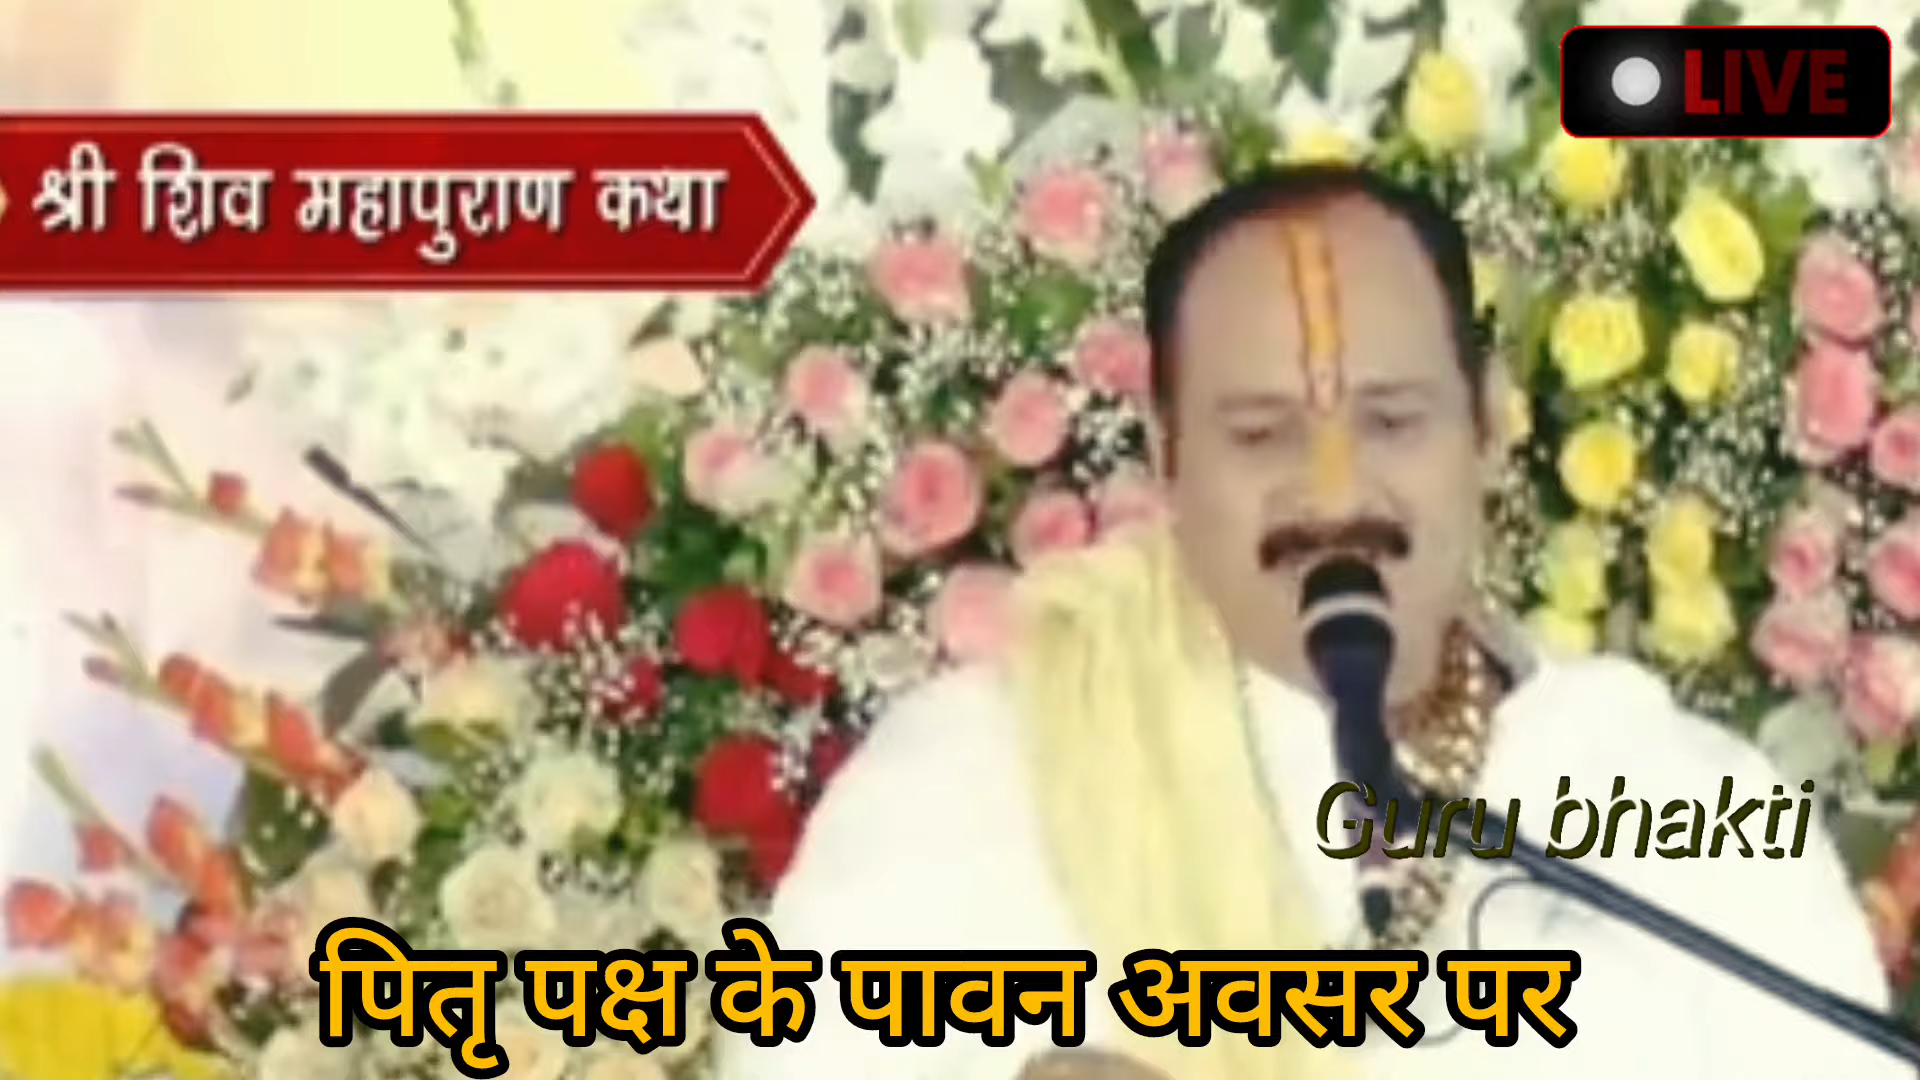 LIVE
श्री शिव महापुराण कथा
Guru bhakti
पितृ पक्ष के पावन अवसर पर